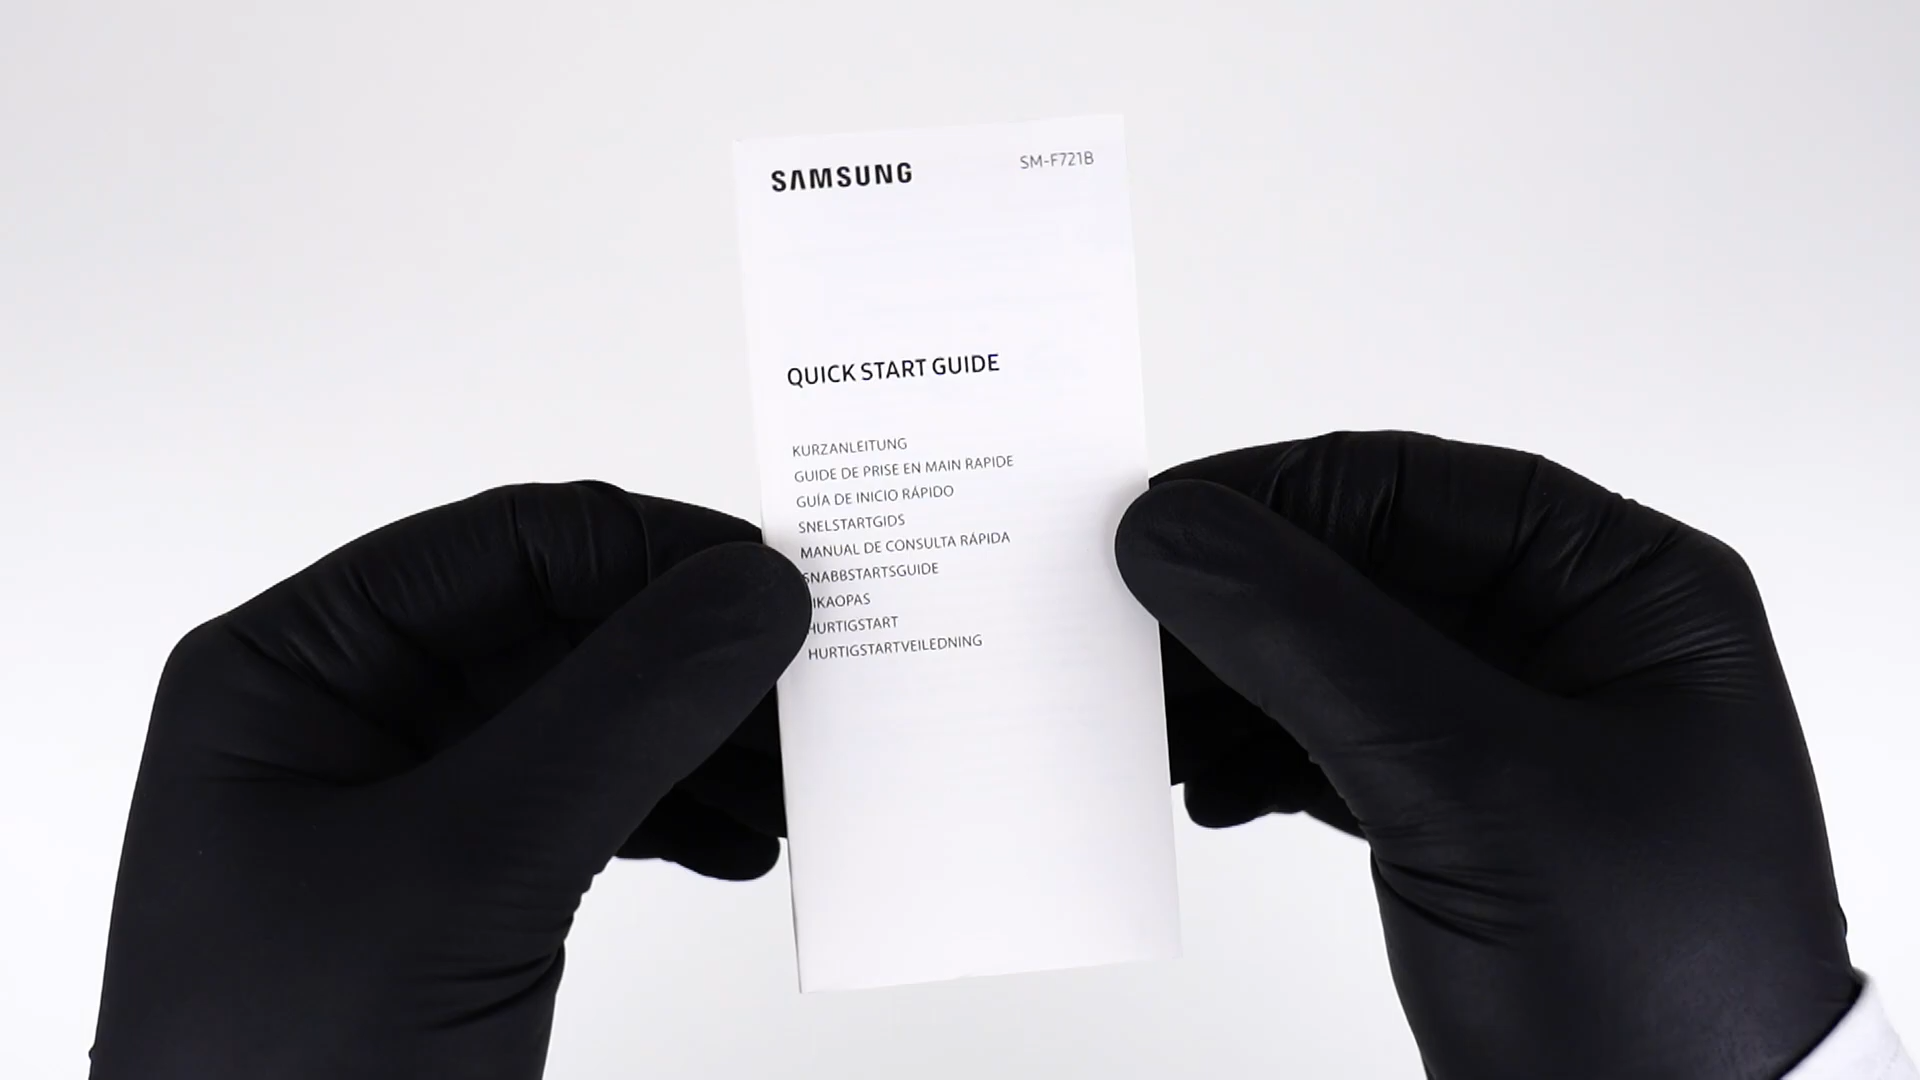 SAMSUNG SM-F721B
QUICK START GUIDE
KURZANLEITUNG
GUIDE DE PRISE EN MAIN RAPIDE
GUÍA DE INICIO RÁPIDO
SNELSTARTGIDS
MANUAL DE CONSULTA RÁPIDA
SNABBSTARTSGUIDE
IKAOPAS
HURTIGSTART
HURTIGSTARTVEILEDNING